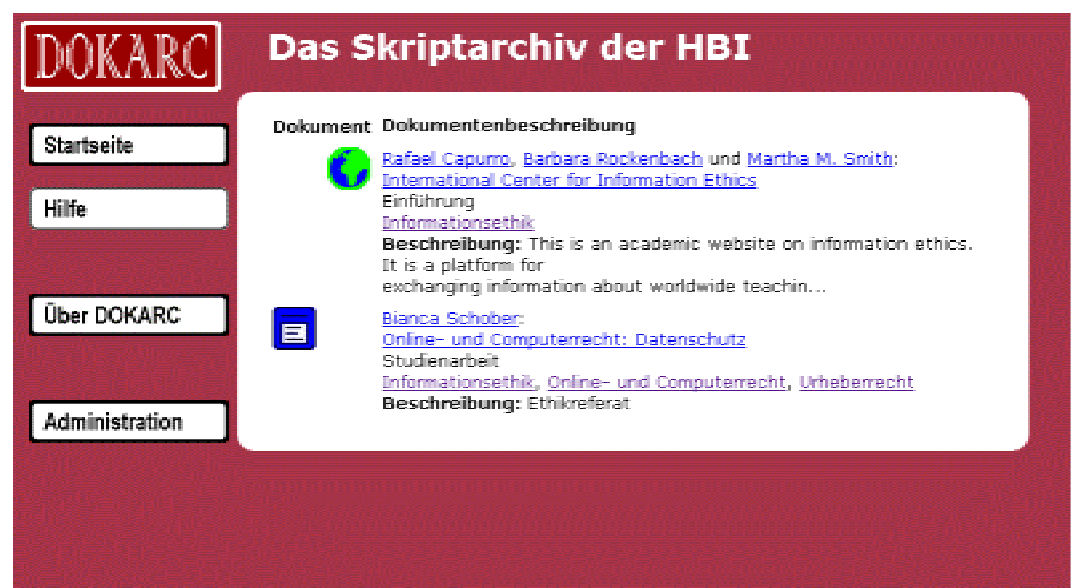 DOKARC
Das Skriptarchiv der HBI
Startseite
Hilfe
Über DOKARC
Administration
Dokument Dokumentenbeschreibung
Rafael Capurro, Barbara Rockenbach und Martha M. Smith:
International Center for Information Ethics
Einführung
Informationsethik
Beschreibung: This is an academic website on information ethics.
It is a platform for
exchanging information about worldwide teachin...
Bianca Schober:
Online- und Computerrecht: Datenschutz
Studienarbeit
Informationsethik, Online- und Computerrecht, Urheberrecht
Beschreibung: Ethikreferat